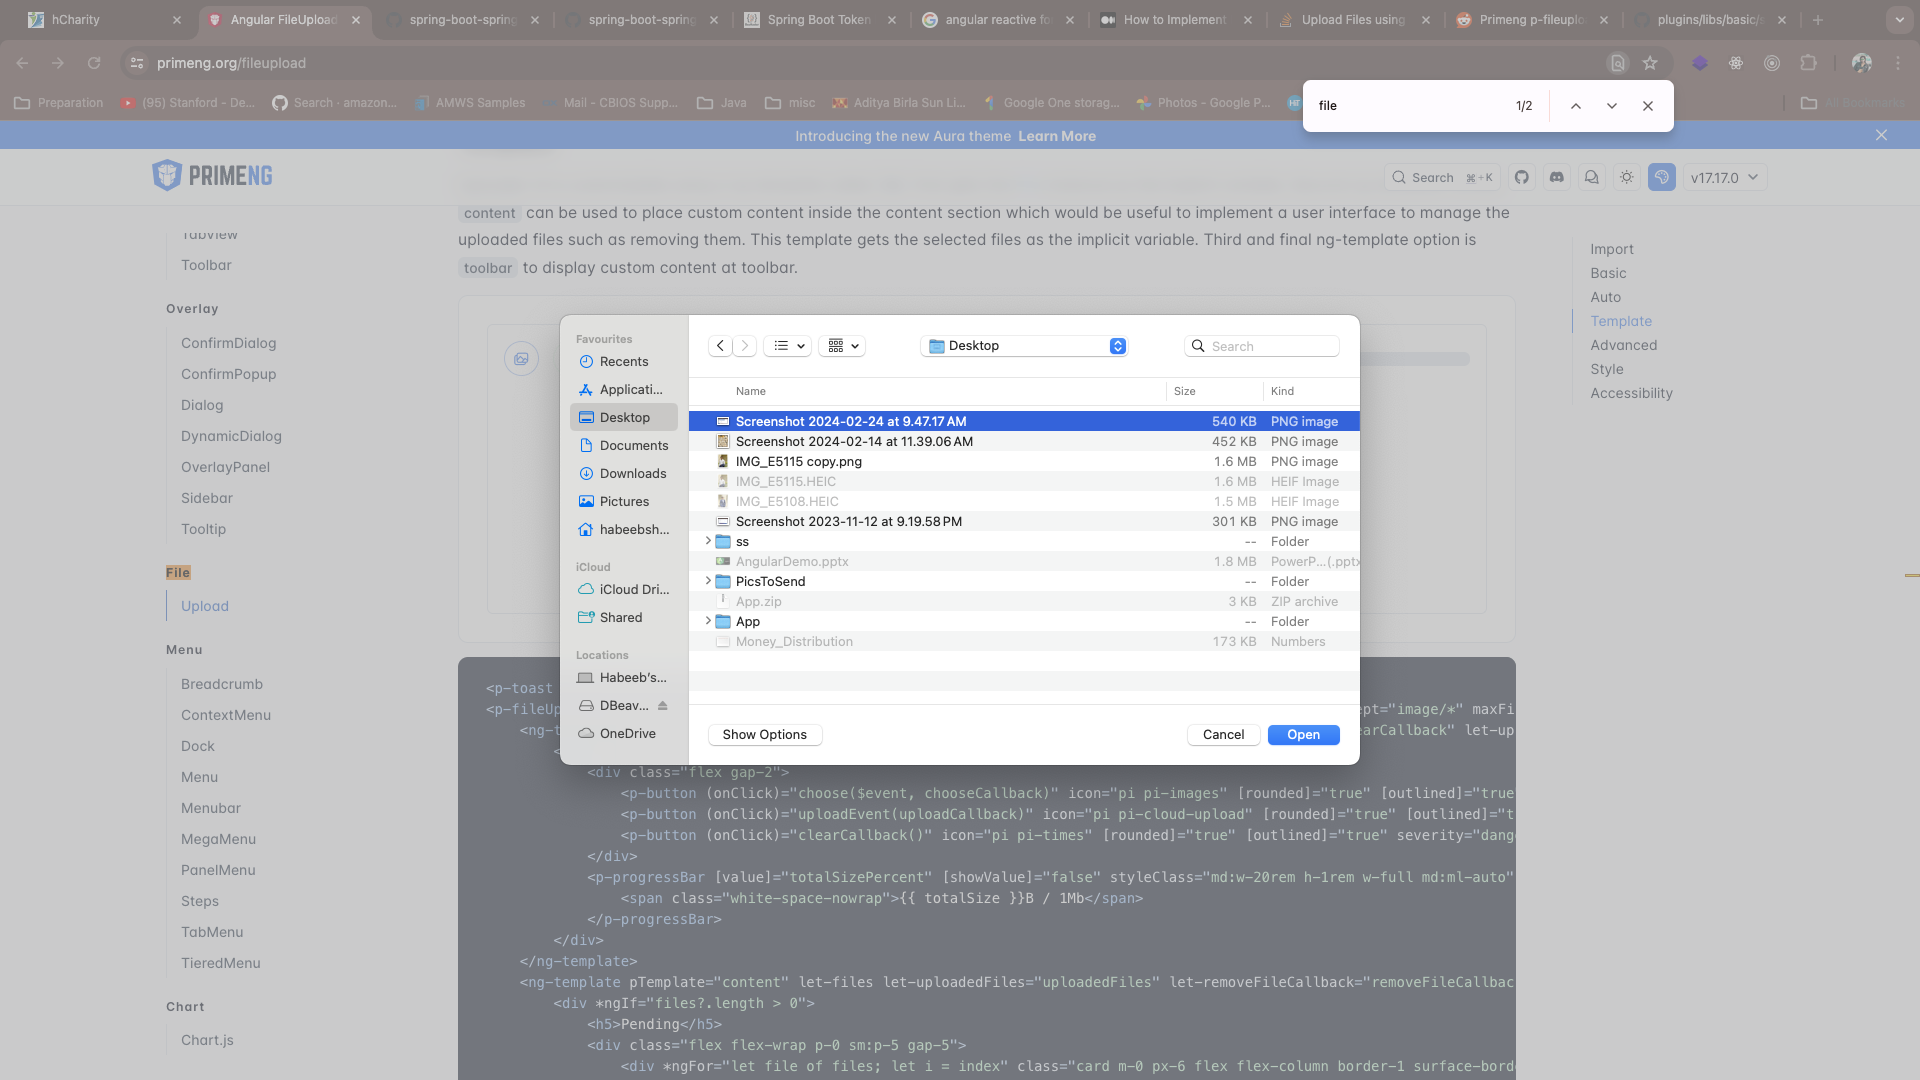 hCharity
Angular FileUpload
spring-boot-spring
spring-boot-spring
Spring Boot Token
angular reactive fo
How to Implement
Upload Files using
Primeng p-fileuplo
plugins/libs/basic/s
primeng.org/fileupload
Preparation
(95) Stanford - De...
Search · amazon...
AMWS Samples
Mail - CBIOS Supp...
Java
misc
Aditya Birla Sun Li...
Google One storag...
Photos - Google P...
All Bookmarks
file
1/2
Introducing the new Aura theme Learn More
PRIMENG
Search ⌘+K
v17.17.0
content can be used to place custom content inside the content section which would be useful to implement a user interface to manage the
uploaded files such as removing them. This template gets the selected files as the implicit variable. Third and final ng-template option is
toolbar to display custom content at toolbar.
TabView
Toolbar
Overlay
ConfirmDialog
ConfirmPopup
Dialog
DynamicDialog
OverlayPanel
Sidebar
Tooltip
File
Upload
Menu
Breadcrumb
ContextMenu
Dock
Menu
Menubar
MegaMenu
PanelMenu
Steps
TabMenu
TieredMenu
Chart
Chart.js
Import
Basic
Auto
Template
Advanced
Style
Accessibility
Favourites
Recents
Applicati...
Desktop
Documents
Downloads
Pictures
habeebsh...
iCloud
iCloud Dri...
Shared
Locations
Habeeb's...
DBeav...
OneDrive
Desktop
Search
Name Size Kind
Screenshot 2024-02-24 at 9.47.17 AM 540 KB PNG image
Screenshot 2024-02-14 at 11.39.06 AM 452 KB PNG image
IMG_E5115 copy.png 1.6 MB PNG image
IMG_E5115.HEIC 1.6 MB HEIF Image
IMG_E5108.HEIC 1.5 MB HEIF Image
Screenshot 2023-11-12 at 9.19.58 PM 301 KB PNG image
ss -- Folder
AngularDemo.pptx 1.8 MB PowerP...(.pptx
PicsToSend -- Folder
App.zip 3 KB ZIP archive
App -- Folder
Money_Distribution 173 KB Numbers
Show Options
Cancel
Open
<p-toast
<p-fileUp ept="image/*" maxFi
<ng-t earCallback" let-up
<
<div class="flex gap-2">
<p-button (onClick)="choose($event, chooseCallback)" icon="pi pi-images" [rounded]="true" [outlined]="true
<p-button (onClick)="uploadEvent(uploadCallback)" icon="pi pi-cloud-upload" [rounded]="true" [outlined]="t
<p-button (onClick)="clearCallback()" icon="pi pi-times" [rounded]="true" [outlined]="true" severity="dang
</div>
<p-progressBar [value]="totalSizePercent" [showValue]="false" styleClass="md:w-20rem h-1rem w-full md:ml-auto"
<span class="white-space-nowrap">{{ totalSize }}B / 1Mb</span>
</p-progressBar>
</div>
</ng-template>
<ng-template pTemplate="content" let-files let-uploadedFiles="uploadedFiles" let-removeFileCallback="removeFileCallbac
<div *ngIf="files?.length > 0">
<h5>Pending</h5>
<div class="flex flex-wrap p-0 sm:p-5 gap-5">
<div *ngFor="let file of files; let i = index" class="card m-0 px-6 flex flex-column border-1 surface-bord